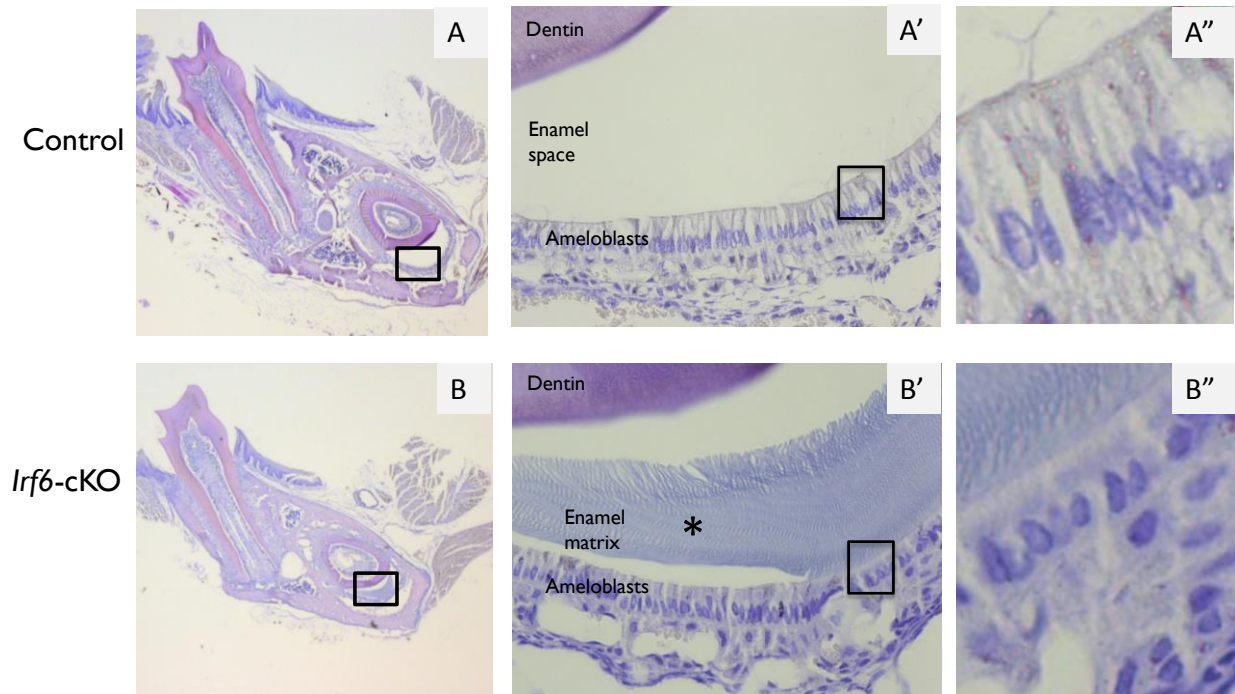 Control
A
Dentin
Enamel
space
Ameloblasts
A’
A”
Irf6-cKO
B
Dentin
Enamel
matrix
*
Ameloblasts
B’
B”